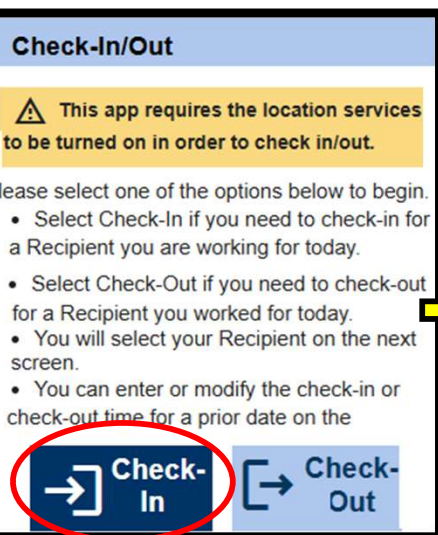 Check-In/Out
This app requires the location services
to be turned on in order to check in/out.
lease select one of the options below to begin.
• Select Check-In if you need to check-in for
a Recipient you are working for today.
• Select Check-Out if you need to check-out
for a Recipient you worked for today.
• You will select your Recipient on the next
screen.
• You can enter or modify the check-in or
check-out time for a prior date on the
Check-
In
Check-
Out